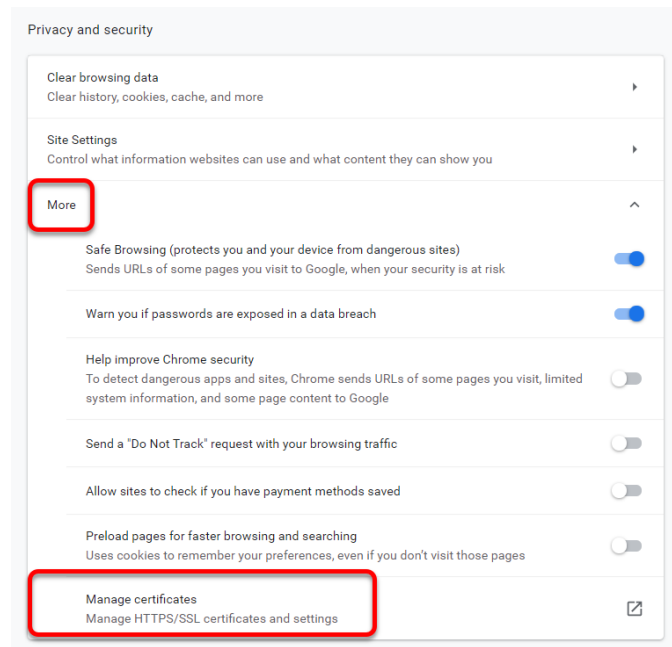 Privacy and security
Clear browsing data
Clear history, cookies, cache, and more
Site Settings
Control what information websites can use and what content they can show you
More
Safe Browsing (protects you and your device from dangerous sites)
Sends URLs of some pages you visit to Google, when your security is at risk
Warn you if passwords are exposed in a data breach
Help improve Chrome security
To detect dangerous apps and sites, Chrome sends URLs of some pages you visit, limited
system information, and some page content to Google
Send a "Do Not Track" request with your browsing traffic
Allow sites to check if you have payment methods saved
Preload pages for faster browsing and searching
Uses cookies to remember your preferences, even if you don't visit those pages
Manage certificates
Manage HTTPS/SSL certificates and settings